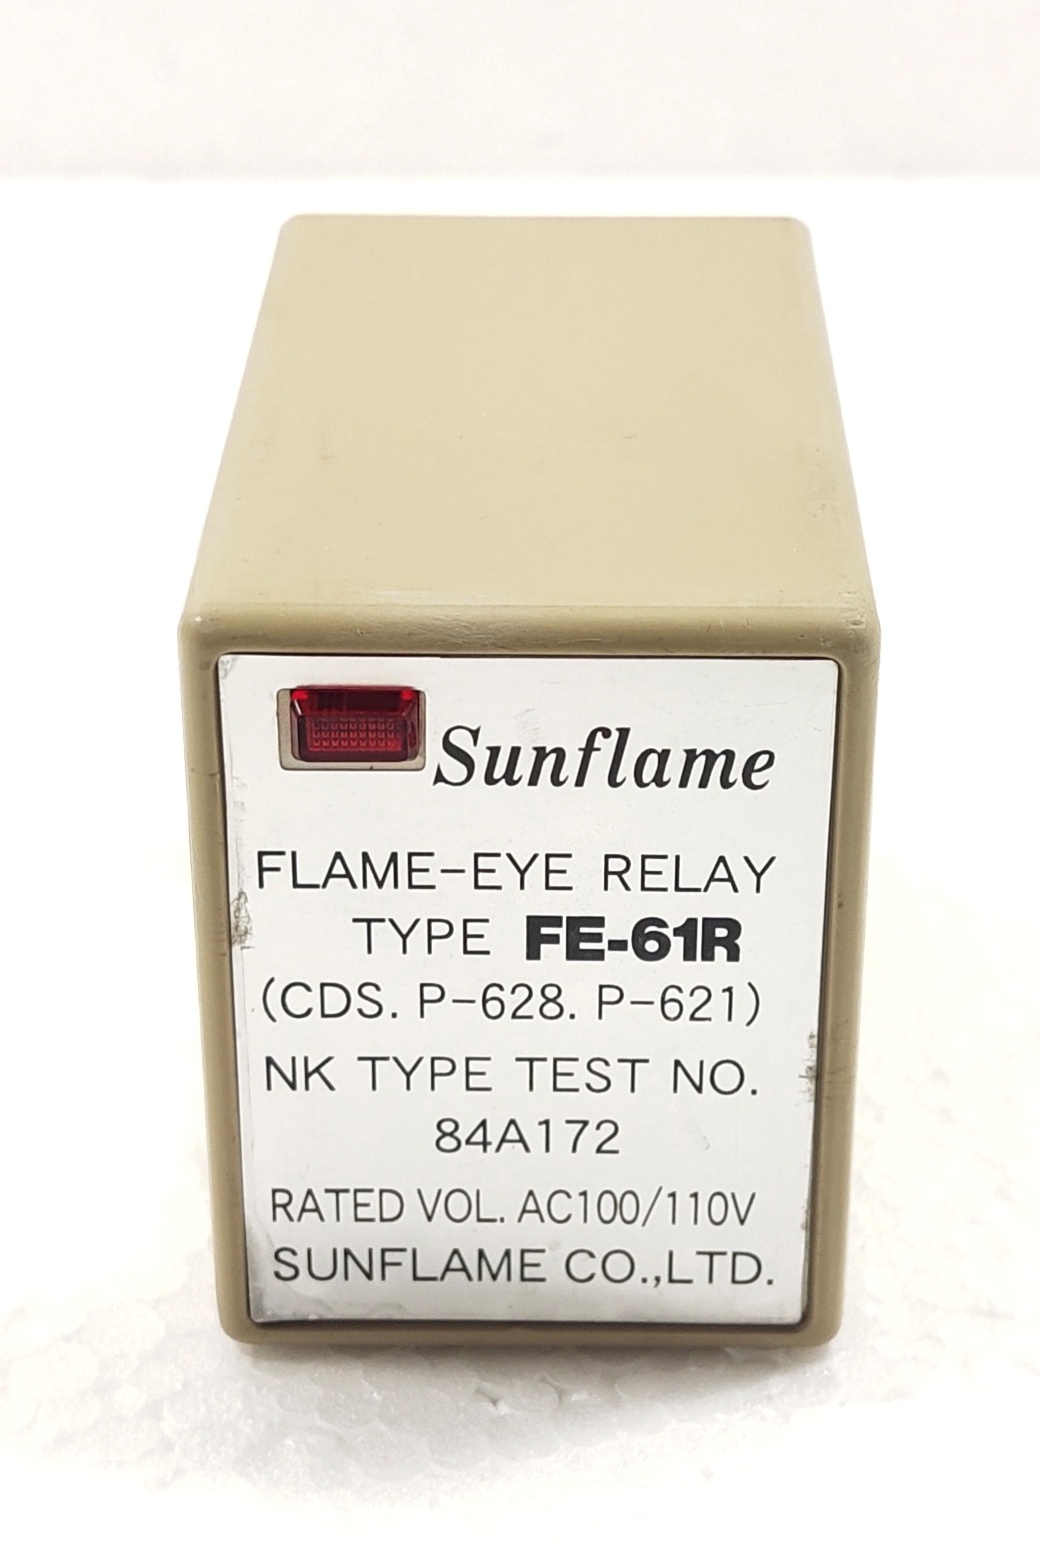 Sunflame
FLAME-EYE RELAY
TYPE FE-61R
(CDS. P-628. P-621)
NK TYPE TEST NO.
84A172
RATED VOL. AC100/110V
SUNFLAME CO.,LTD.